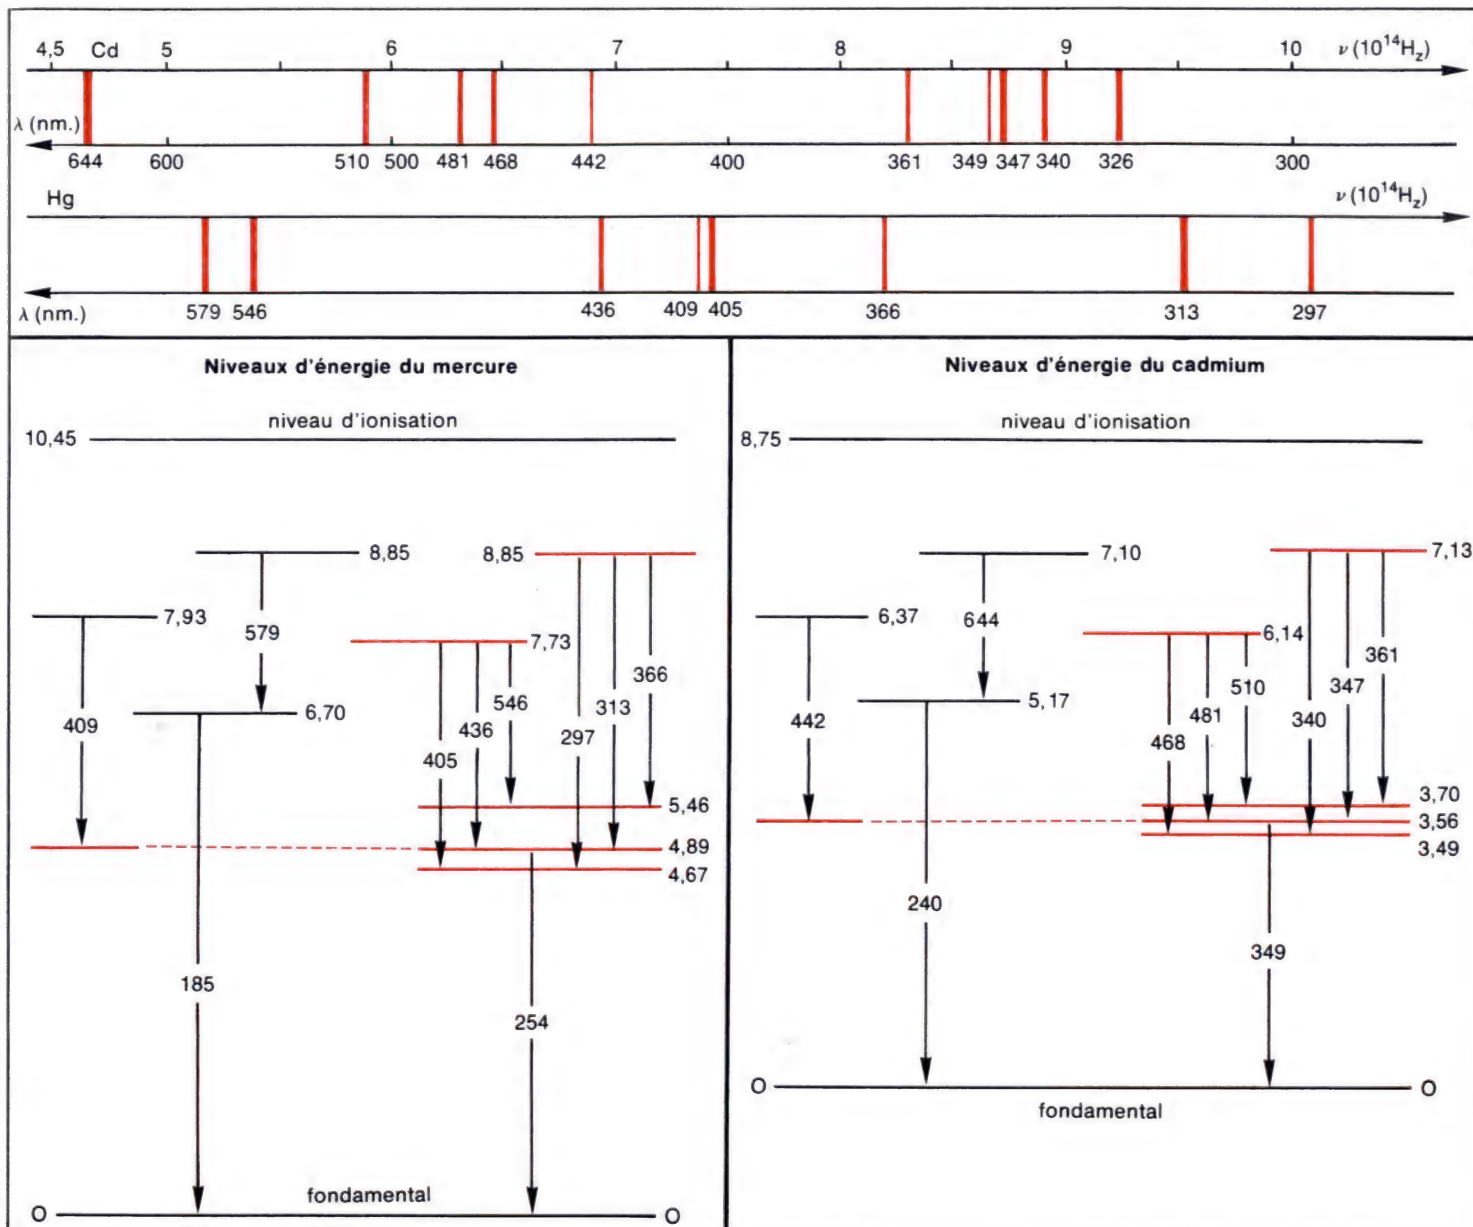 4,5 Cd 5 6 7 8 9 10 ν (10¹⁴H_z)
λ (nm.)
644 600 510 500 481 468 442 400 361 349 347 340 326 300
Hg ν (10¹⁴H_z)
λ (nm.) 579 546 436 409 405 366 313 297
Niveaux d'énergie du mercure
niveau d'ionisation
10,45
8,85 8,85
7,93
579 7,73
366
409 6,70 546 313
436 297
405
5,46
4,89
4,67
185
254
fondamental
O O
Niveaux d'énergie du cadmium
niveau d'ionisation
8,75
7,10 7,13
6,37 644 6,14
361
510 347
442 5,17 481 340
468
3,70
3,56
3,49
240
349
O O
fondamental